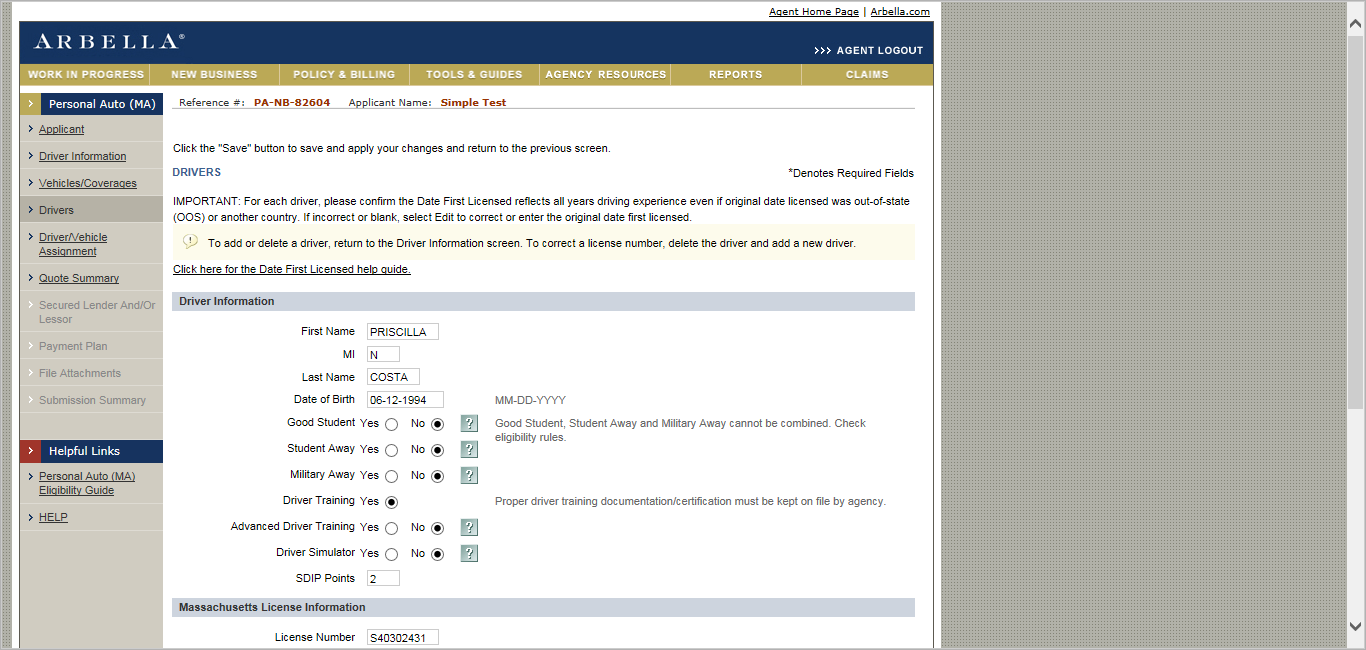 Agent Home Page | Arbella.com
ARBELLA®
>>> AGENT LOGOUT
WORK IN PROGRESS NEW BUSINESS POLICY & BILLING TOOLS & GUIDES AGENCY RESOURCES REPORTS CLAIMS
Personal Auto (MA)
Applicant
Driver Information
Vehicles/Coverages
Drivers
Driver/Vehicle
Assignment
Quote Summary
Secured Lender And/Or
Lessor
Payment Plan
File Attachments
Submission Summary
Helpful Links
Personal Auto (MA)
Eligibility Guide
HELP
Reference #: PA-NB-82604 Applicant Name: Simple Test
Click the "Save" button to save and apply your changes and return to the previous screen.
DRIVERS *Denotes Required Fields
IMPORTANT: For each driver, please confirm the Date First Licensed reflects all years driving experience even if original date licensed was out-of-state
(OOS) or another country. If incorrect or blank, select Edit to correct or enter the original date first licensed.
! To add or delete a driver, return to the Driver Information screen. To correct a license number, delete the driver and add a new driver.
Click here for the Date First Licensed help guide.
Driver Information
First Name PRISCILLA
MI N
Last Name COSTA
Date of Birth 06-12-1994 MM-DD-YYYY
Good Student Yes No ? Good Student, Student Away and Military Away cannot be combined. Check
eligibility rules.
Student Away Yes No ?
Military Away Yes No ?
Driver Training Yes Proper driver training documentation/certification must be kept on file by agency.
Advanced Driver Training Yes No ?
Driver Simulator Yes No ?
SDIP Points 2
Massachusetts License Information
License Number S40302431